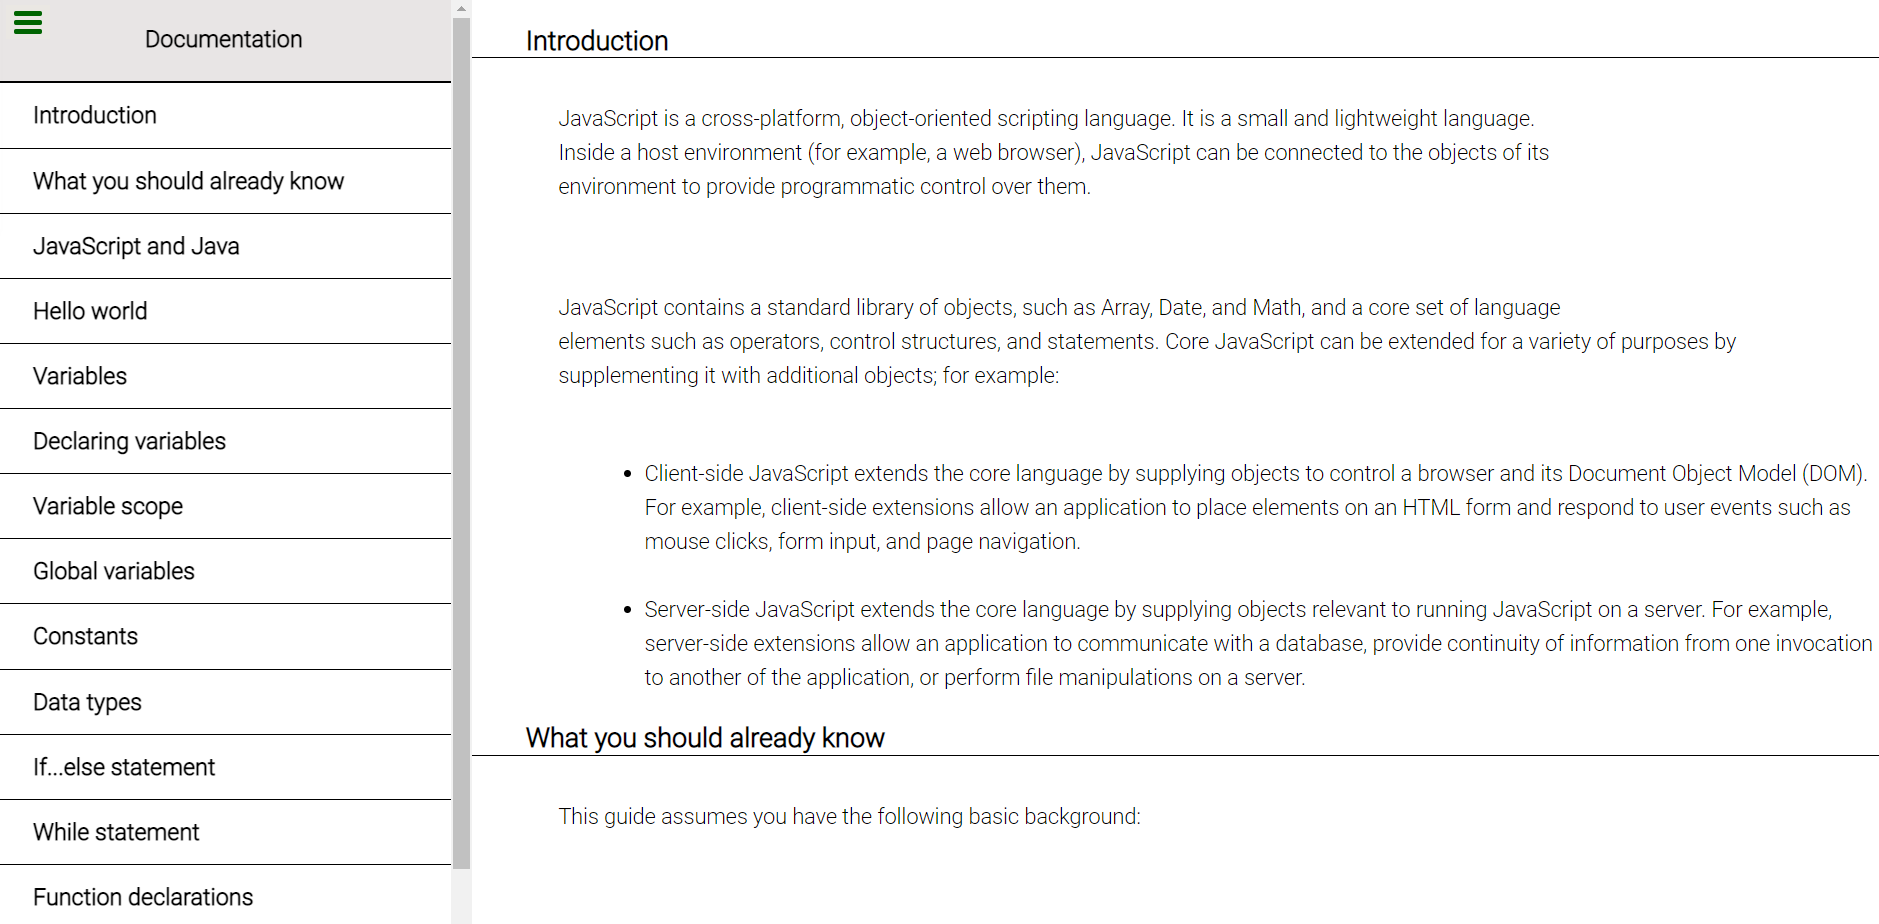 Documentation
Introduction
What you should already know
JavaScript and Java
Hello world
Variables
Declaring variables
Variable scope
Global variables
Constants
Data types
If...else statement
While statement
Function declarations
Introduction
JavaScript is a cross-platform, object-oriented scripting language. It is a small and lightweight language.
Inside a host environment (for example, a web browser), JavaScript can be connected to the objects of its
environment to provide programmatic control over them.
JavaScript contains a standard library of objects, such as Array, Date, and Math, and a core set of language
elements such as operators, control structures, and statements. Core JavaScript can be extended for a variety of purposes by
supplementing it with additional objects; for example:
• Client-side JavaScript extends the core language by supplying objects to control a browser and its Document Object Model (DOM).
For example, client-side extensions allow an application to place elements on an HTML form and respond to user events such as
mouse clicks, form input, and page navigation.
• Server-side JavaScript extends the core language by supplying objects relevant to running JavaScript on a server. For example,
server-side extensions allow an application to communicate with a database, provide continuity of information from one invocation
to another of the application, or perform file manipulations on a server.
What you should already know
This guide assumes you have the following basic background: